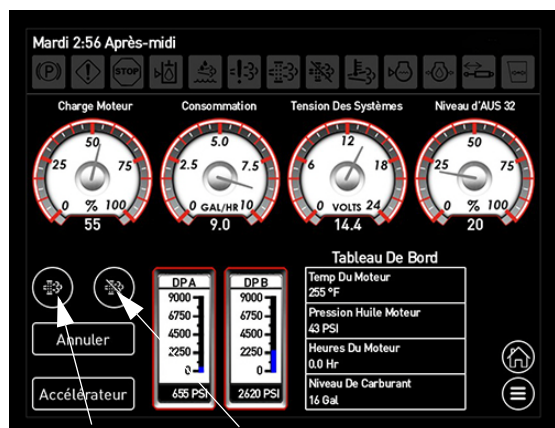 Mardi 2:56 Après-midi
(P)
STOP
Charge Moteur
Consommation
Tension Des Systèmes
Niveau d'AUS 32
50
25 75
0 % 100
55
5.0
2.5 7.5
0 GAL/HR 10
9.0
12
6 18
0 VOLTS 24
14.4
50
25 75
0 % 100
20
Annuler
Accélérateur
DP A
9000
6750
4500
2250
0
655 PSI
DP B
9000
6750
4500
2250
0
2620 PSI
Tableau De Bord
Temp Du Moteur
255 °F
Pression Huile Moteur
43 PSI
Heures Du Moteur
0.0 Hr
Niveau De Carburant
16 Gal